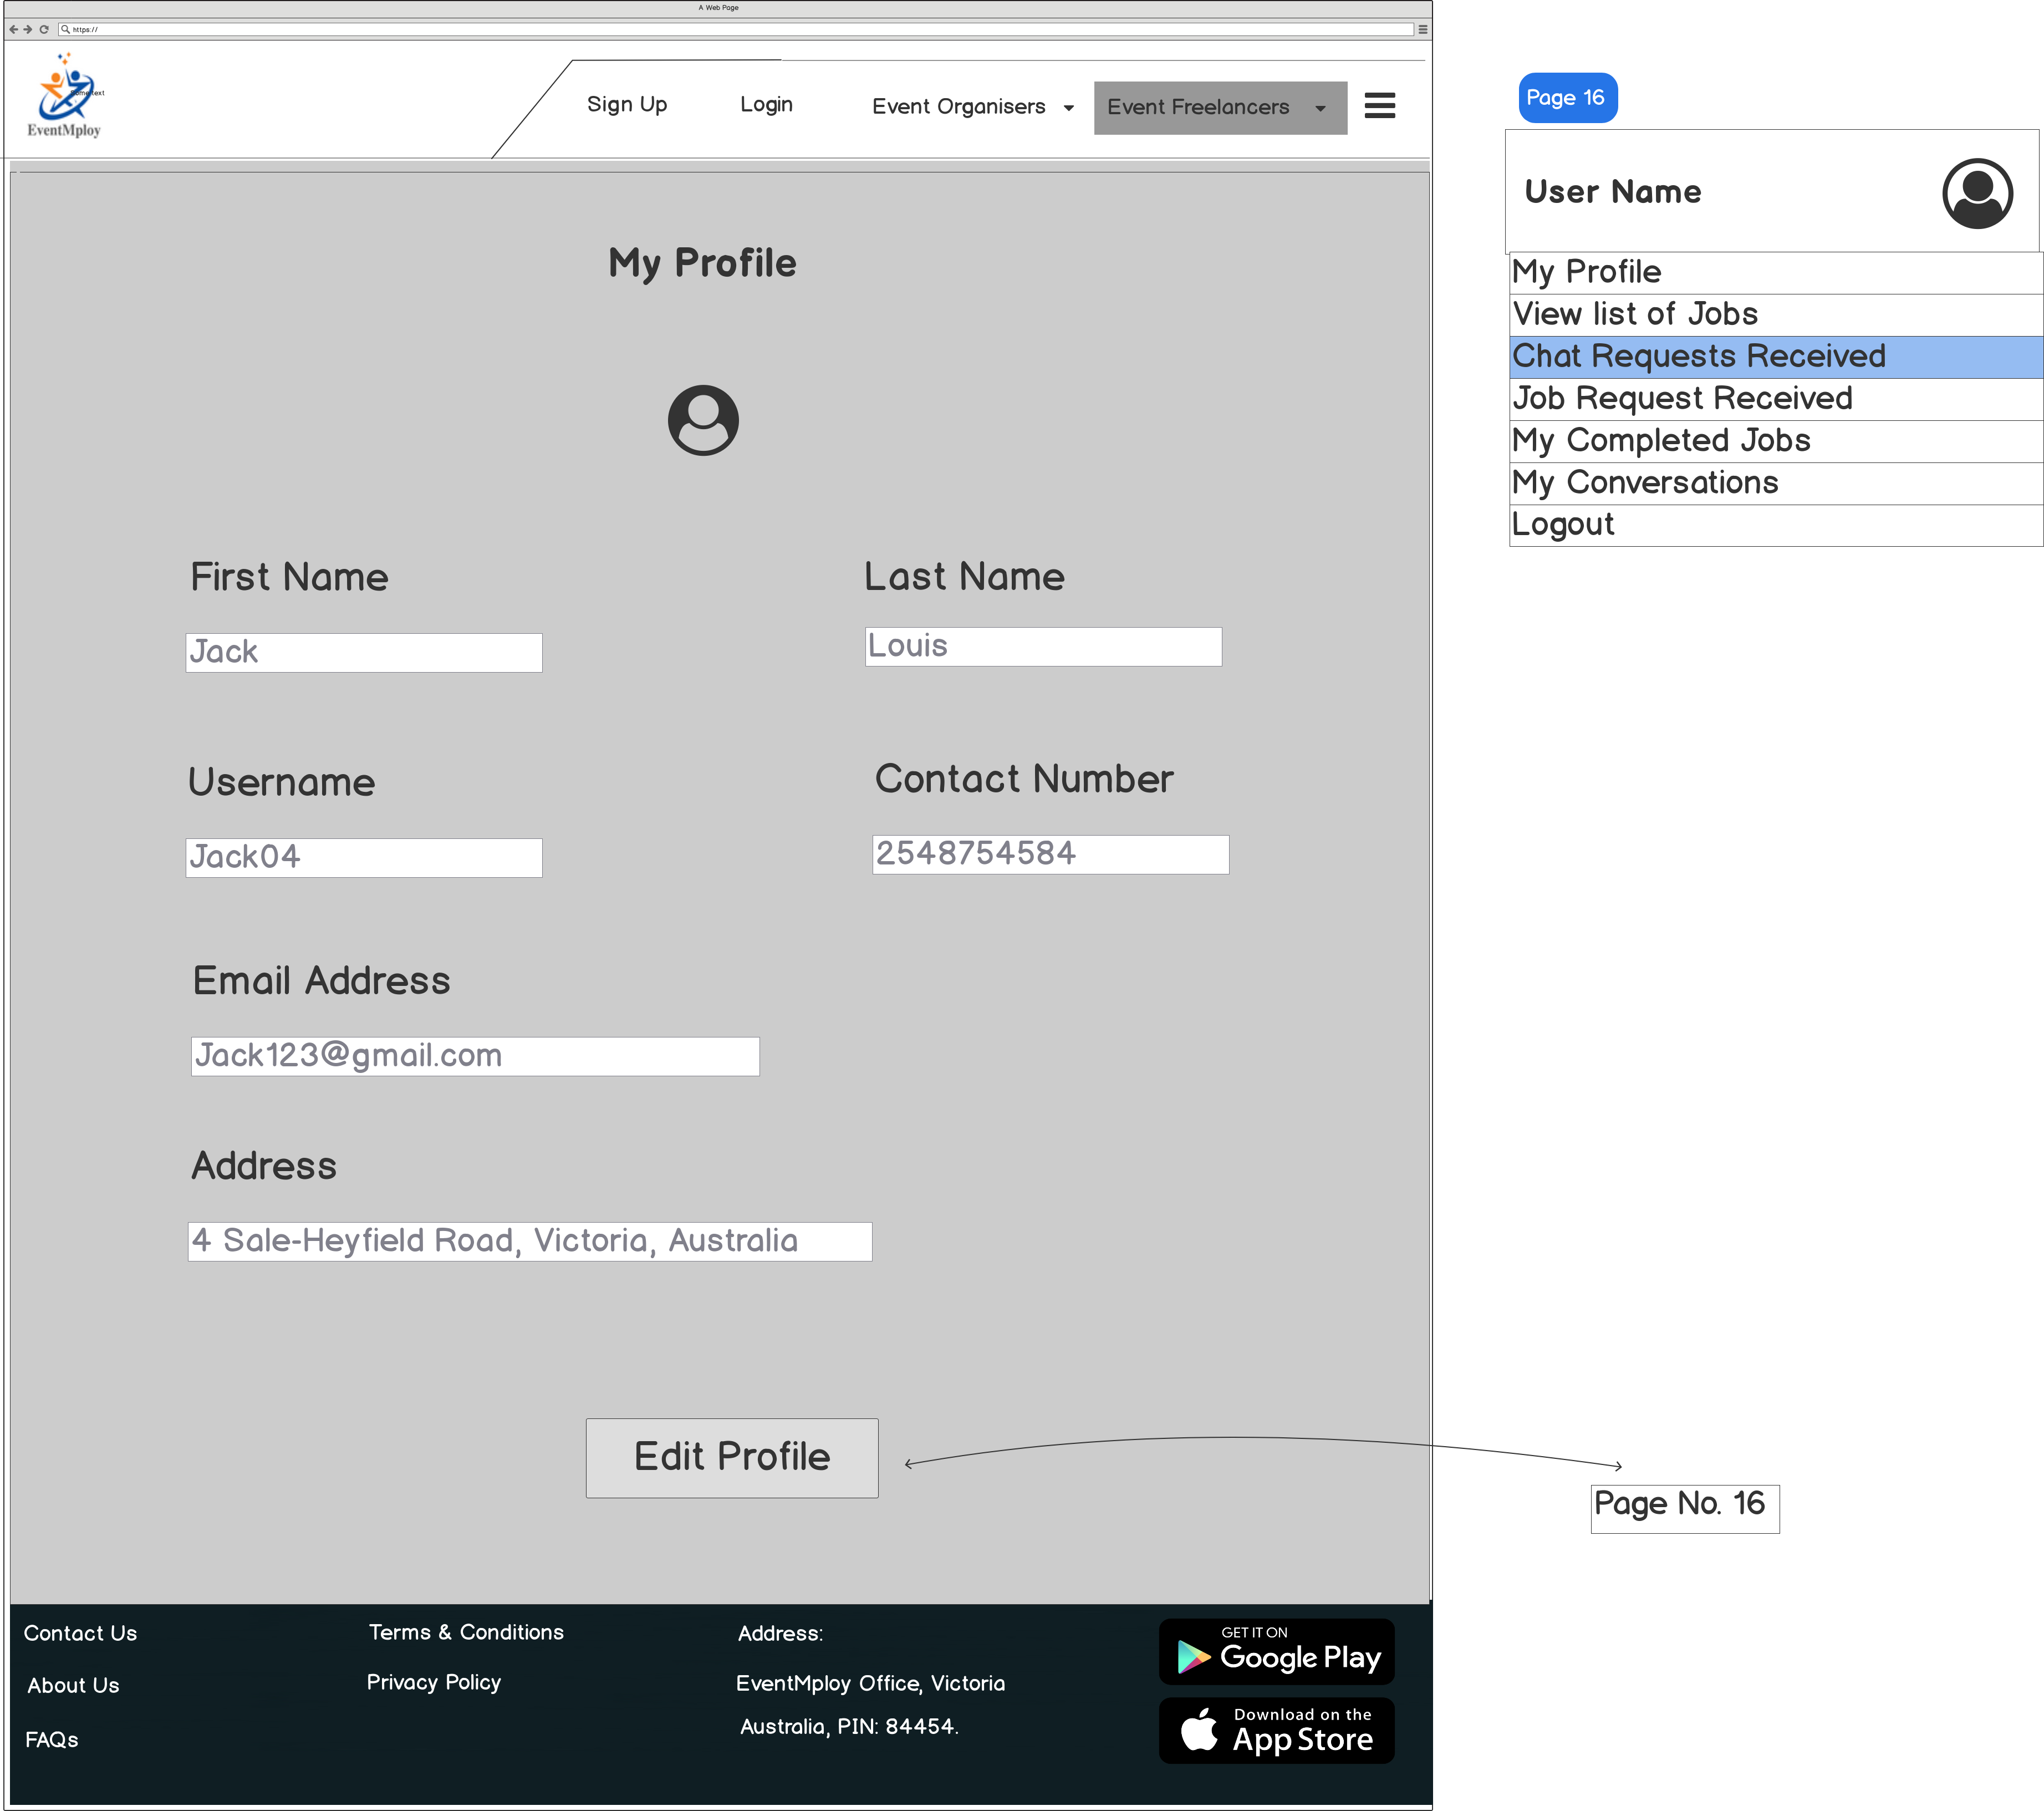 A Web Page
https://
Some text
EventMploy
Sign Up
Login
Event Organisers
Event Freelancers
My Profile
First Name
Last Name
Jack
Louis
Username
Contact Number
Jack04
2548754584
Email Address
Jack123@gmail.com
Address
4 Sale-Heyfield Road, Victoria, Australia
Edit Profile
Contact Us
About Us
FAQs
Terms & Conditions
Privacy Policy
Address:
EventMploy Office, Victoria
Australia, PIN: 84454.
GET IT ON
Google Play
Download on the
App Store
Page 16
User Name
My Profile
View list of Jobs
Chat Requests Received
Job Request Received
My Completed Jobs
My Conversations
Logout
Page No. 16